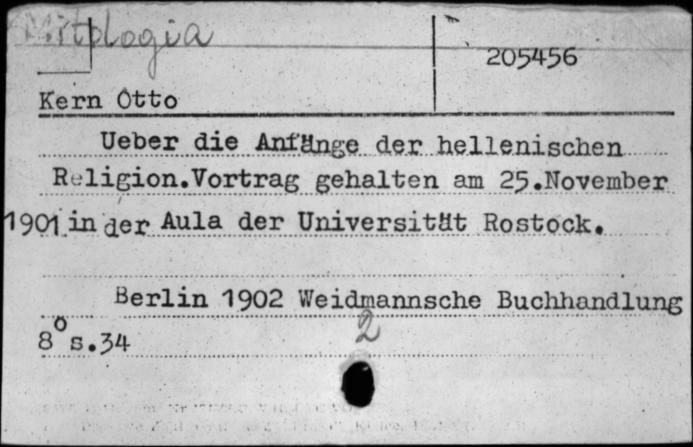 Mitologia
205456
Kern Otto
Ueber die Anfänge der hellenischen
Religion.Vortrag gehalten am 25.November
1901 in der Aula der Universität Rostock.
Berlin 1902 Weidmannsche Buchhandlung
8° s.34
2